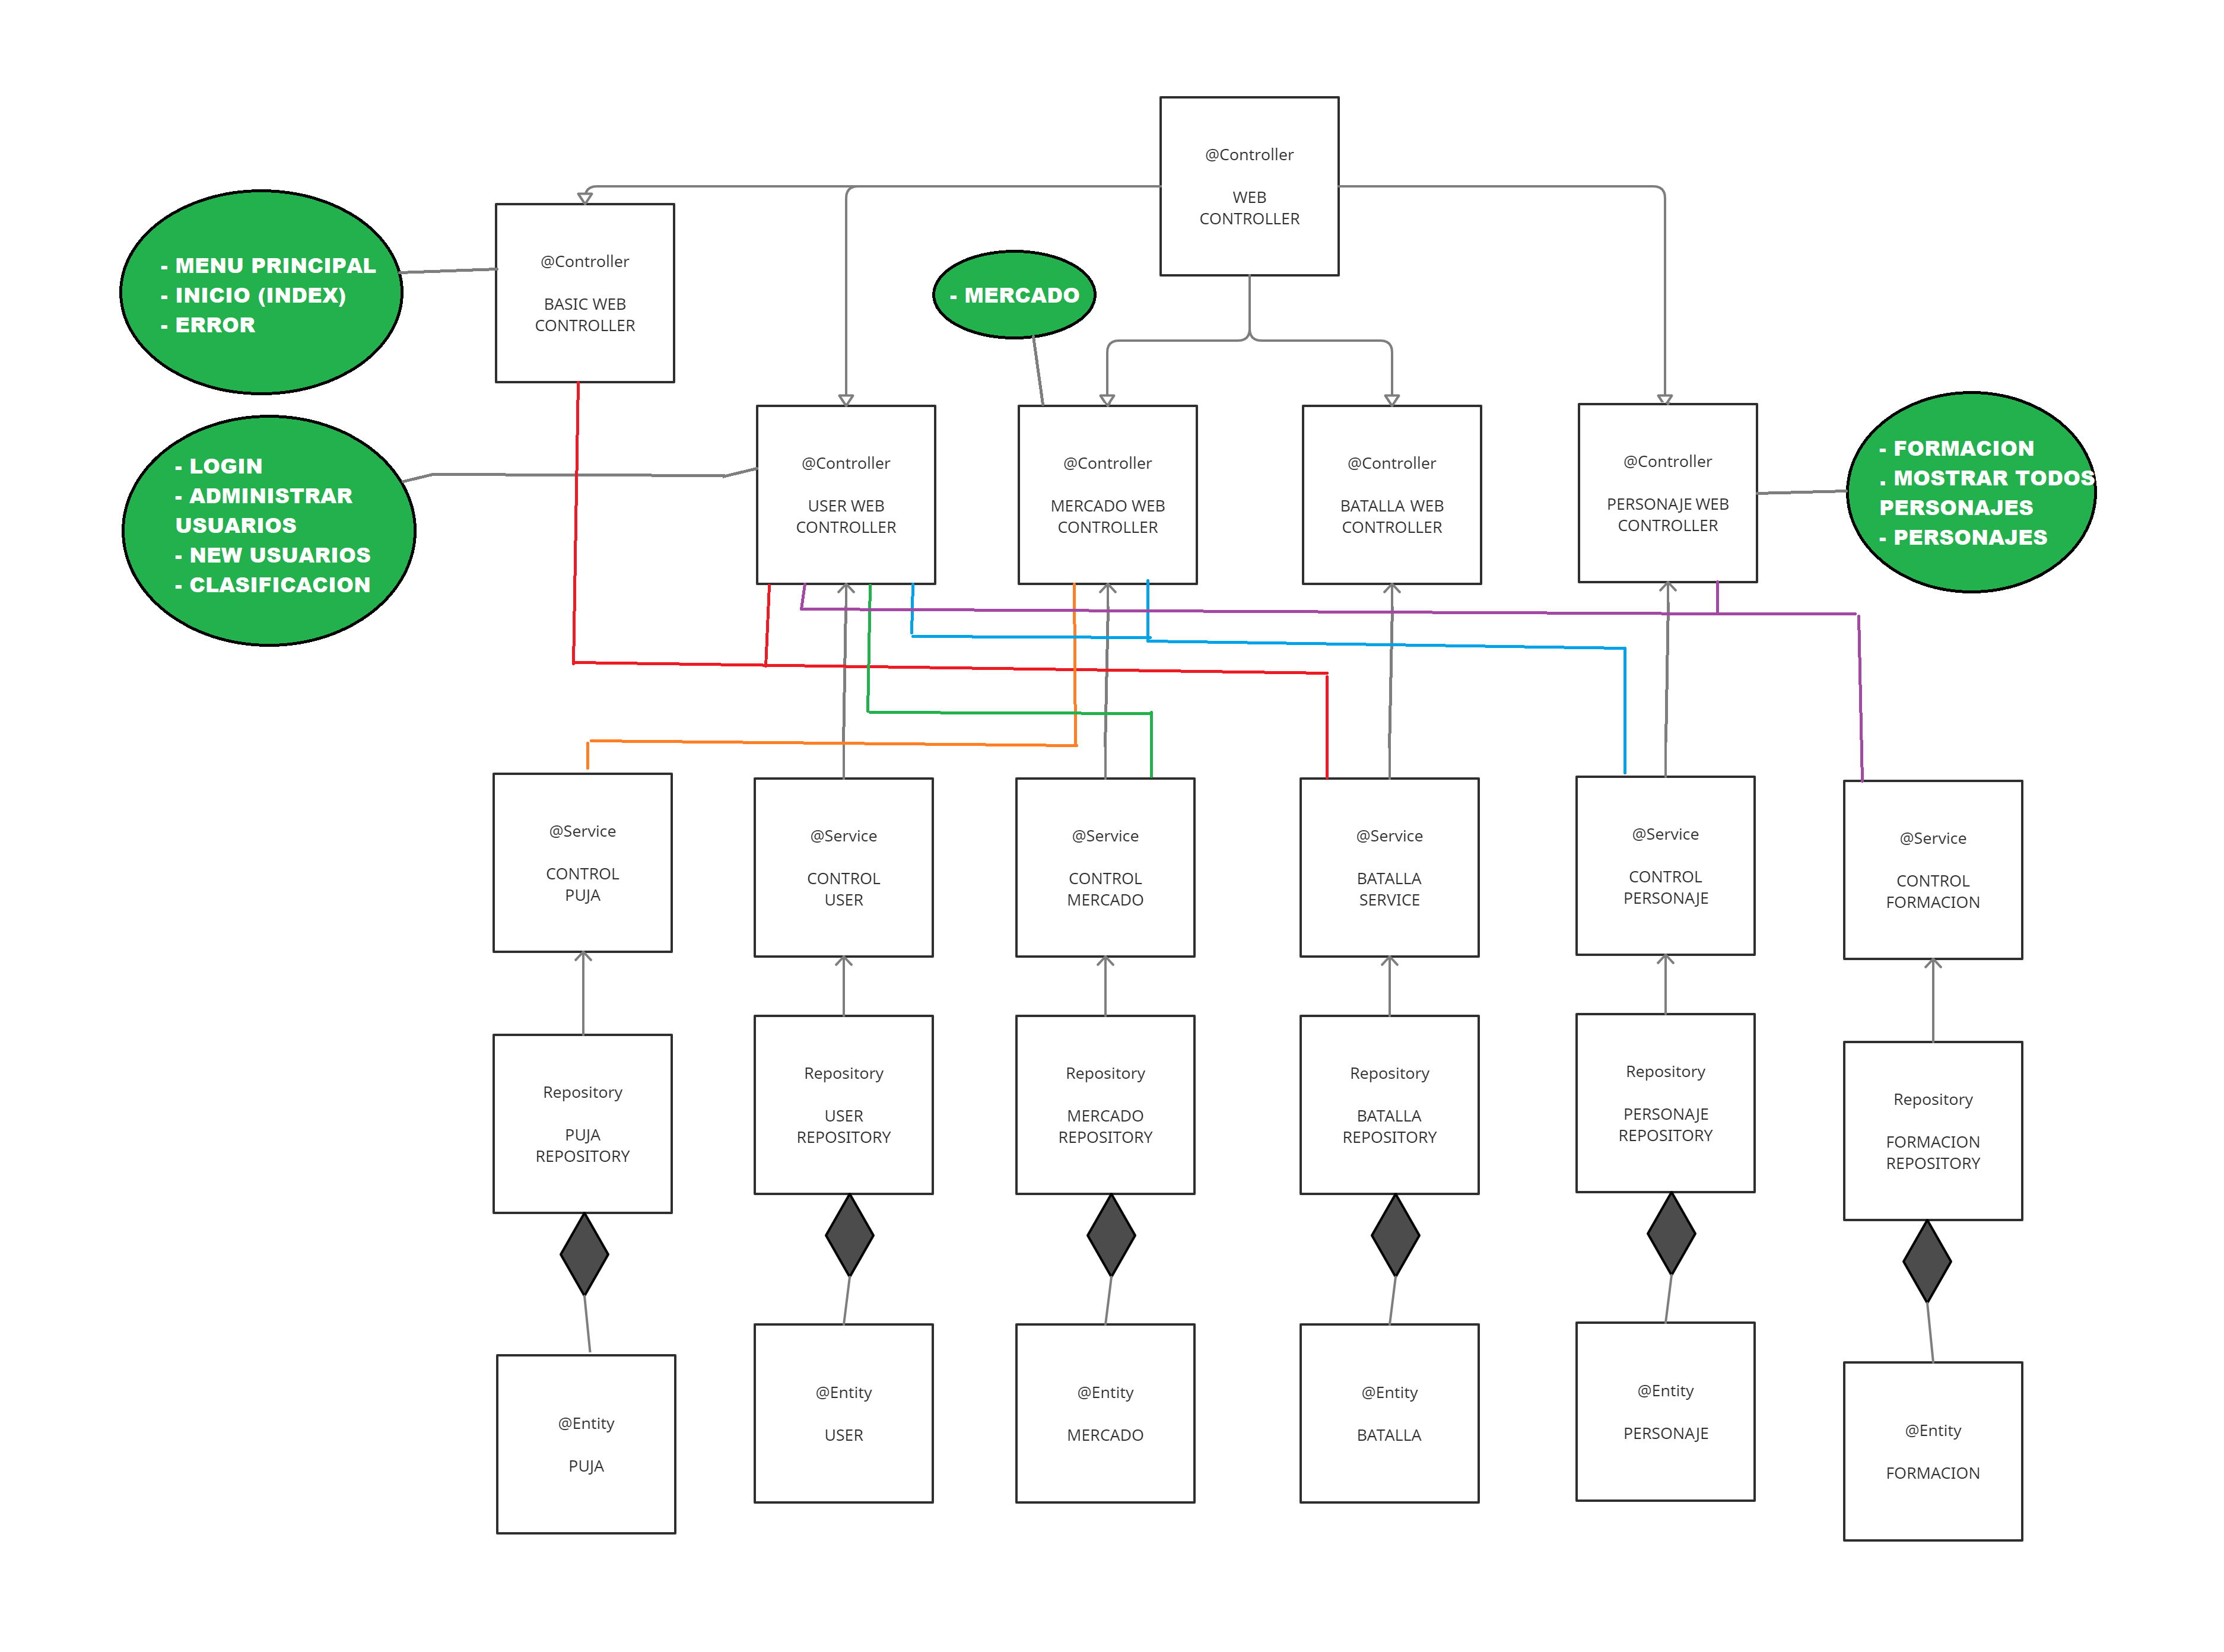 @Controller
WEB
CONTROLLER
- MENU PRINCIPAL
- INICIO (INDEX)
- ERROR
@Controller
BASIC WEB
CONTROLLER
- MERCADO
- LOGIN
- ADMINISTRAR
USUARIOS
- NEW USUARIOS
- CLASIFICACION
@Controller
USER WEB
CONTROLLER
@Controller
MERCADO WEB
CONTROLLER
@Controller
BATALLA WEB
CONTROLLER
@Controller
PERSONAJE WEB
CONTROLLER
- FORMACION
. MOSTRAR TODOS
PERSONAJES
- PERSONAJES
@Service
CONTROL
PUJA
@Service
CONTROL
USER
@Service
CONTROL
MERCADO
@Service
BATALLA
SERVICE
@Service
CONTROL
PERSONAJE
@Service
CONTROL
FORMACION
Repository
PUJA
REPOSITORY
Repository
USER
REPOSITORY
Repository
MERCADO
REPOSITORY
Repository
BATALLA
REPOSITORY
Repository
PERSONAJE
REPOSITORY
Repository
FORMACION
REPOSITORY
@Entity
PUJA
@Entity
USER
@Entity
MERCADO
@Entity
BATALLA
@Entity
PERSONAJE
@Entity
FORMACION